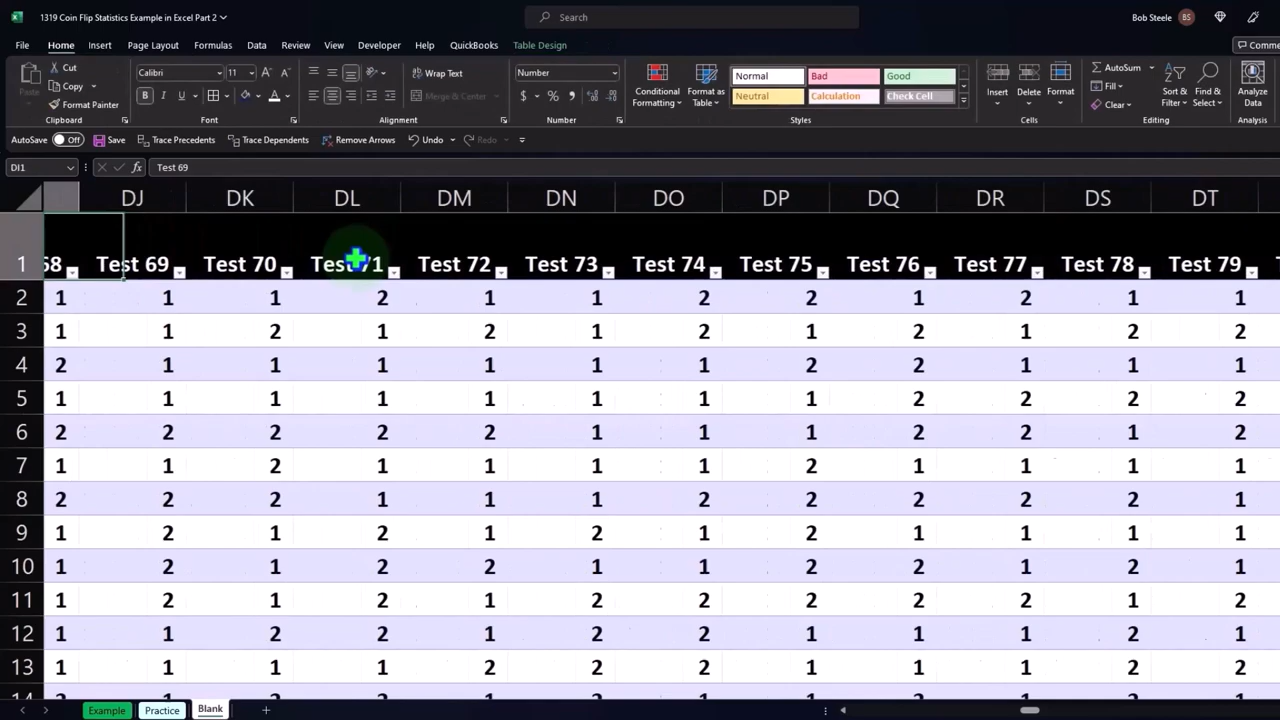 1319 Coin Flip Statistics Example in Excel Part 2
Search
Bob Steele BS
File Home Insert Page Layout Formulas Data Review View Developer Help QuickBooks Table Design
Cut
Copy
Format Painter
Paste
Clipboard
Calibri 11
B I U
Font
Wrap Text
Merge & Center
Alignment
Number
$ % ,
Number
Conditional Formatting
Format as Table
Normal Bad Good
Neutral Calculation Check Cell
Styles
Insert Delete Format
Cells
AutoSum
Fill
Clear
Sort & Filter
Find & Select
Editing
Analyze Data
Analysis
AutoSave Off Save Trace Precedents Trace Dependents Remove Arrows Undo Redo
DI1 fx Test 69
DJ DK DL DM DN DO DP DQ DR DS DT
1 68 Test 69 Test 70 Test 71 Test 72 Test 73 Test 74 Test 75 Test 76 Test 77 Test 78 Test 79
2 1 1 1 2 1 1 2 2 1 2 1 1
3 1 1 2 1 2 1 2 1 2 1 2 2
4 2 1 1 1 1 1 1 2 2 1 1 1
5 1 1 1 1 1 1 1 1 2 2 2 2
6 2 2 2 2 2 1 1 1 2 2 1 2
7 1 1 2 1 1 1 1 2 1 1 1 1
8 2 2 2 1 1 1 2 2 2 2 2 1
9 1 2 1 1 1 2 1 2 1 1 1 1
10 1 2 1 2 2 1 1 2 2 1 2 1
11 1 2 1 2 1 2 2 2 2 2 1 2
12 1 1 2 2 1 2 2 1 1 1 2 1
13 1 1 1 1 2 2 2 1 1 1 2 2
Example Practice Blank